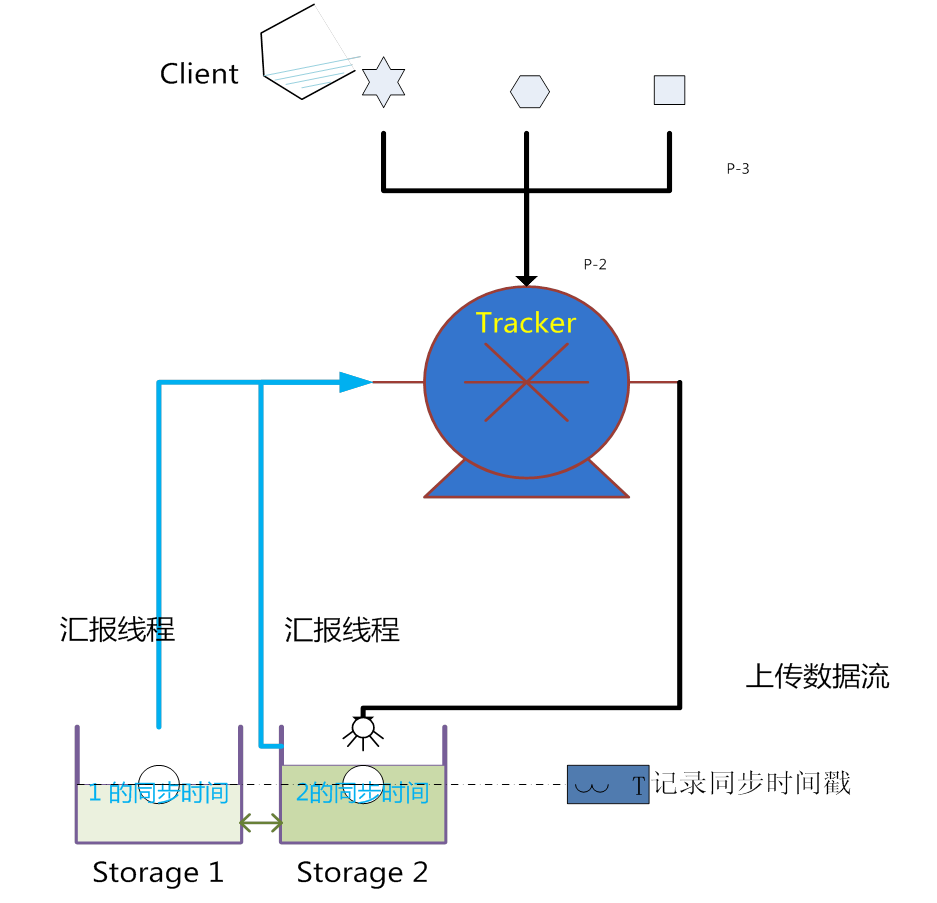 Client
P-3
P-2
Tracker
汇报线程
汇报线程
上传数据流
1 的同步时间
2的同步时间
T记录同步时间戳
Storage 1
Storage 2